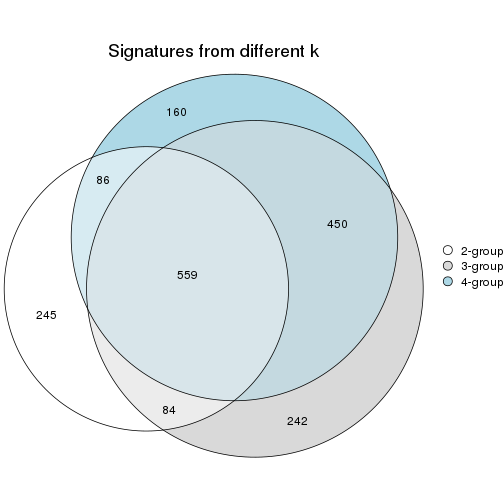 Signatures from different k
160
86
450
559
245
84
242
2-group
3-group
4-group